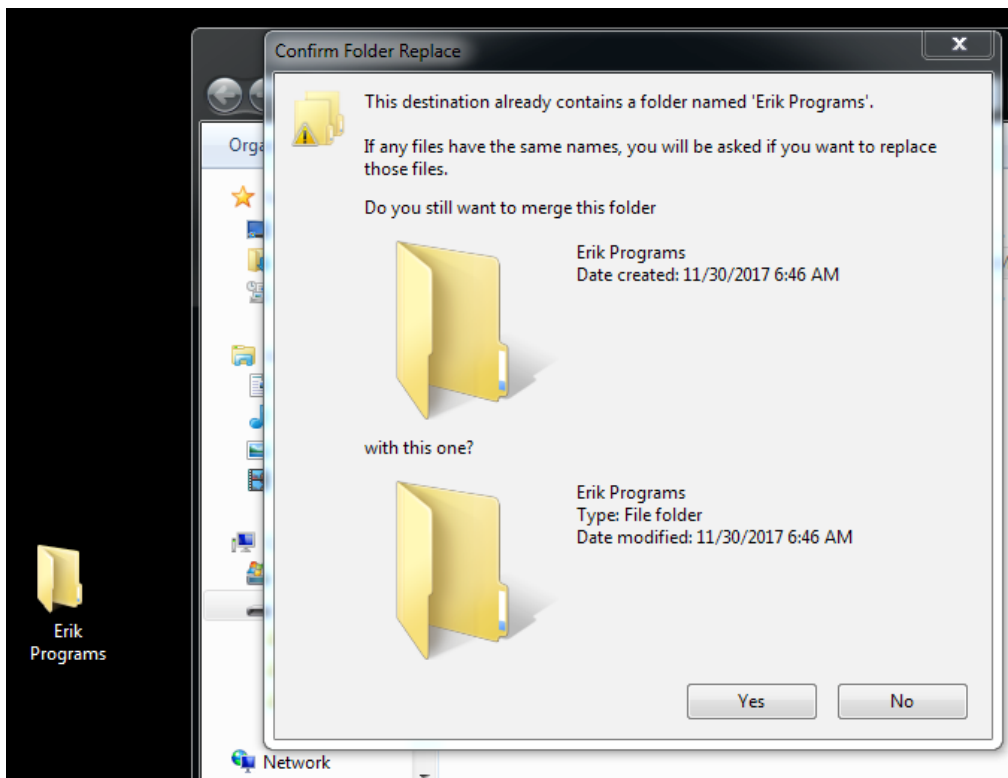 Confirm Folder Replace
x
This destination already contains a folder named 'Erik Programs'.
If any files have the same names, you will be asked if you want to replace
those files.
Do you still want to merge this folder
Erik Programs
Date created: 11/30/2017 6:46 AM
with this one?
Erik Programs
Type: File folder
Date modified: 11/30/2017 6:46 AM
Yes
No
Orga
Network
Erik
Programs